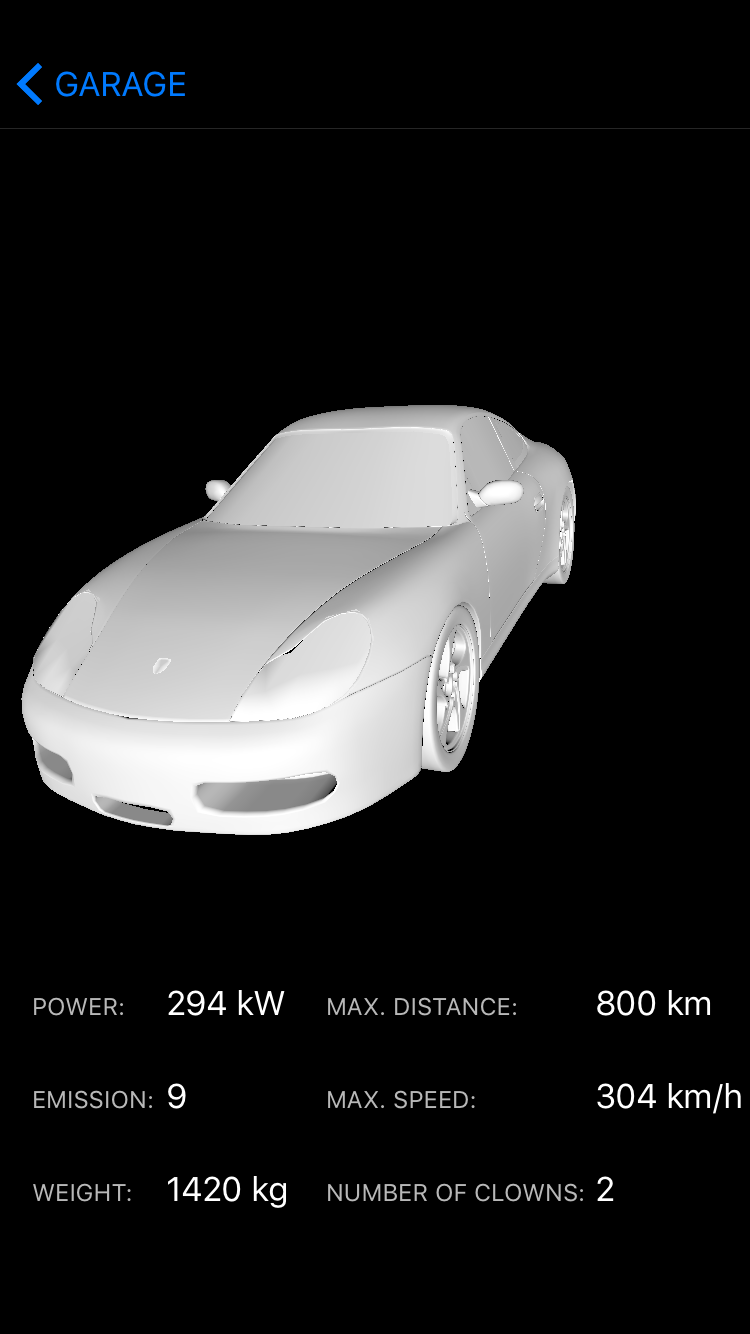 GARAGE
POWER: 294 kW MAX. DISTANCE: 800 km
EMISSION: 9 MAX. SPEED: 304 km/h
WEIGHT: 1420 kg NUMBER OF CLOWNS: 2